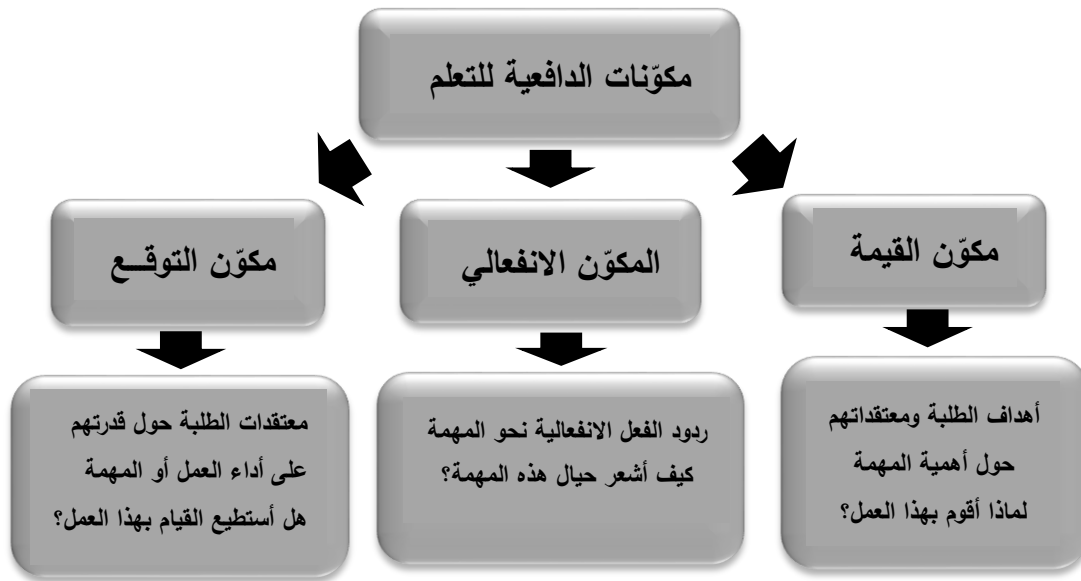 مكوّنات الدافعية للتعلم
مكوّن القيمة
المكوّن الانفعالي
مكوّن التوقـــع
أهداف الطلبة ومعتقداتهم
حول أهمية المهمة
لماذا أقوم بهذا العمل؟
ردود الفعل الانفعالية نحو المهمة
كيف أشعر حيال هذه المهمة؟
معتقدات الطلبة حول قدرتهم
على أداء العمل أو المهمة
هل أستطيع القيام بهذا العمل؟